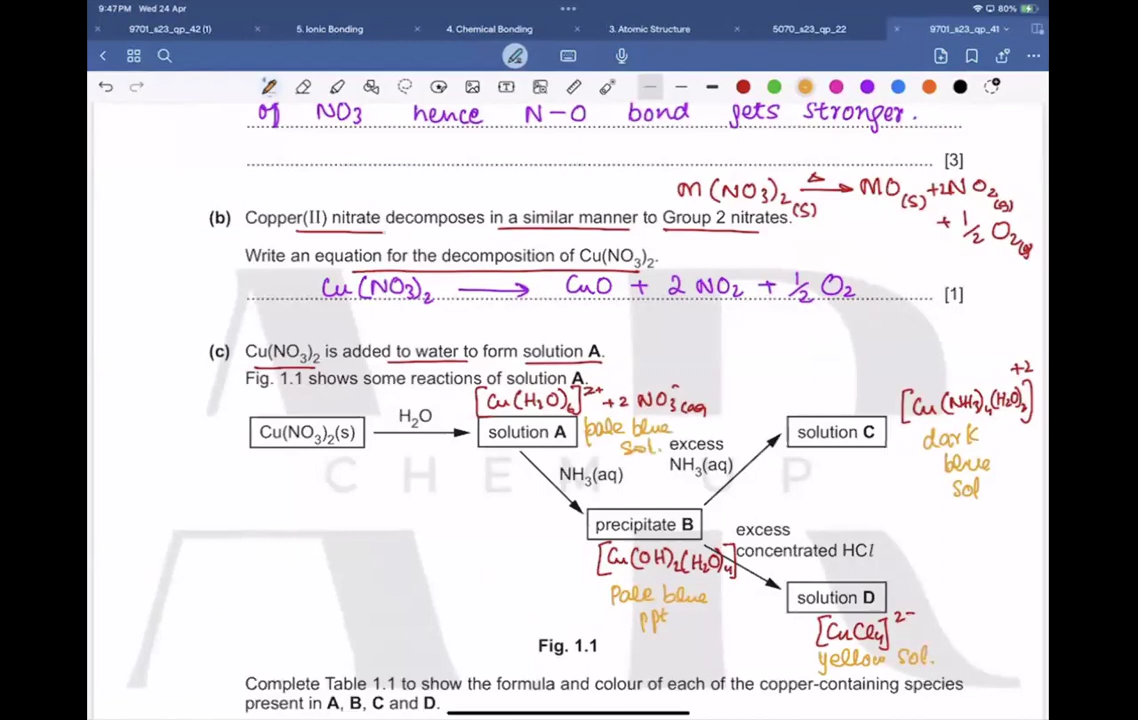 9:47 PM Wed 24 Apr
80%
9701_s23_qp_42 (1)
5. Ionic Bonding
4. Chemical Bonding
3. Atomic Structure
5070_s23_qp_22
9701_s23_qp_41
of NO3 hence N-O bond gets stronger.
[3]
M(NO3)2(s) Δ→ MO(s) + 2NO2(g)
+ 1/2 O2(g)
(b) Copper(II) nitrate decomposes in a similar manner to Group 2 nitrates.
Write an equation for the decomposition of Cu(NO3)2.
Cu(NO3)2 → CuO + 2 NO2 + 1/2 O2
[1]
(c) Cu(NO3)2 is added to water to form solution A.
Fig. 1.1 shows some reactions of solution A.
[Cu(H2O)6]2+ + 2 NO3-(aq)
[Cu(NH3)4(H2O)2]+2
Cu(NO3)2(s)
H2O
solution A
pale blue
sol.
excess
NH3(aq)
solution C
dark
blue
sol
CHEM UP
NH3(aq)
precipitate B
excess
concentrated HCl
[Cu(OH)2(H2O)4]
Pale blue
ppt
solution D
[CuCl4]2-
yellow sol.
Fig. 1.1
Complete Table 1.1 to show the formula and colour of each of the copper-containing species
present in A, B, C and D.